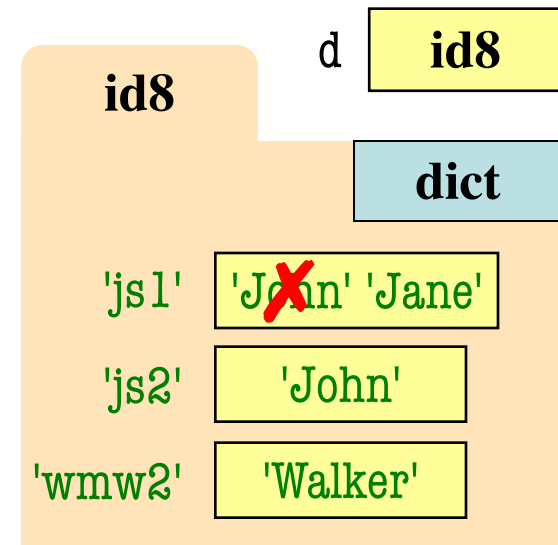 d id8
id8
dict
'js1' 'John' 'Jane'
'js2' 'John'
'wmw2' 'Walker'